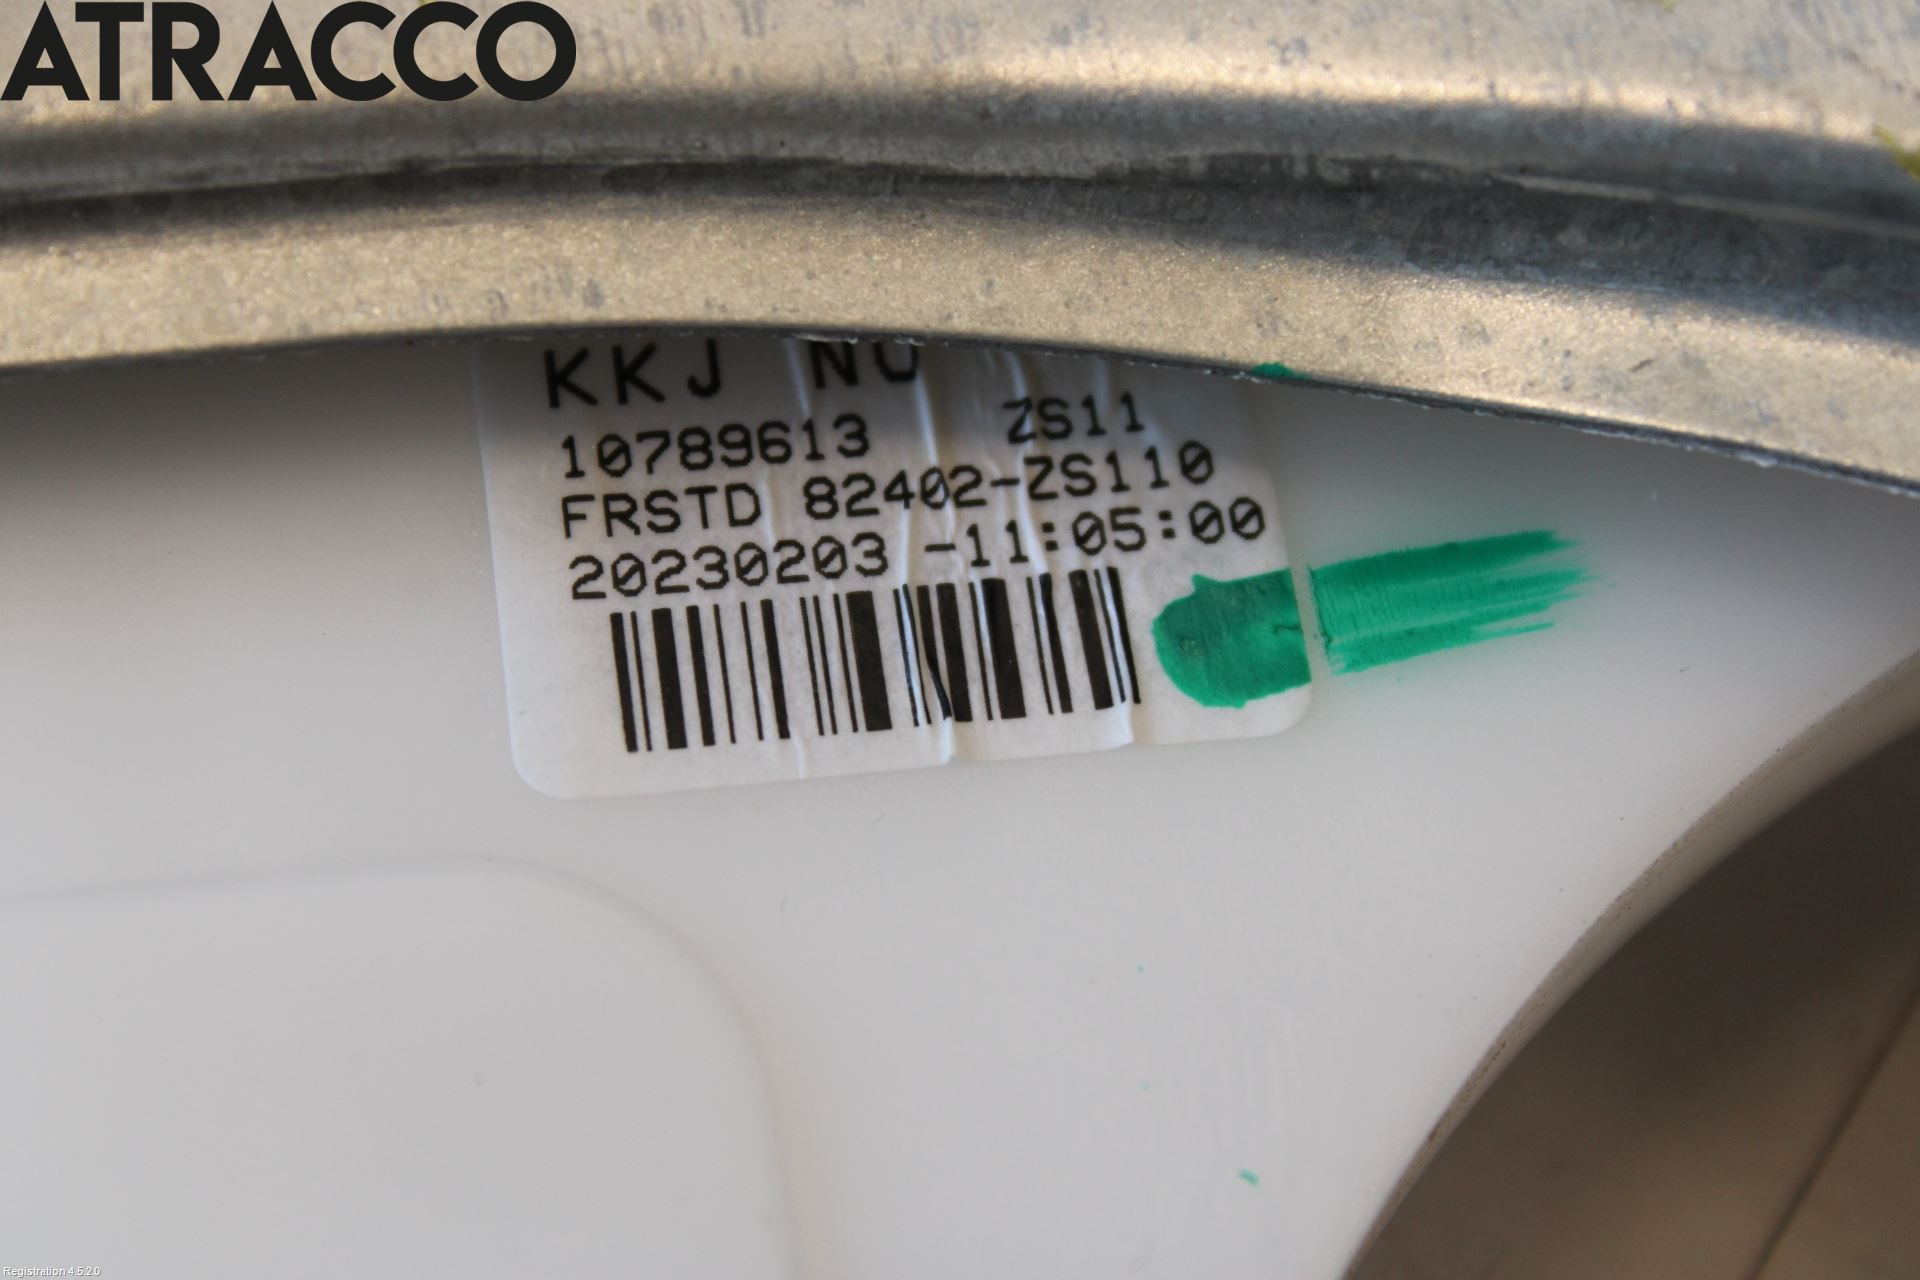 ATRACCO
KKJ NO
10789613 ZS11
FRSTD 82402-ZS110
20230203 -11:05:00
Registration 4.5.2.0